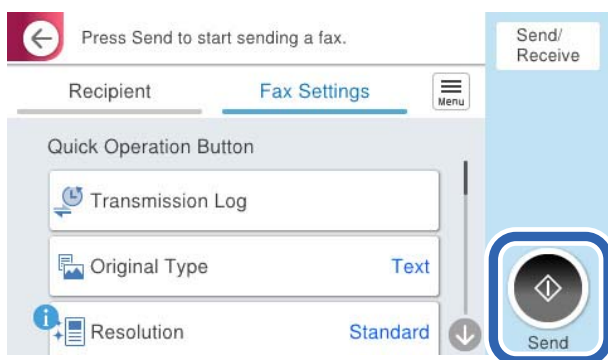 Press Send to start sending a fax.
Send/
Receive
Recipient
Fax Settings
Menu
Quick Operation Button
Transmission Log
Original Type
Text
Resolution
Standard
Send